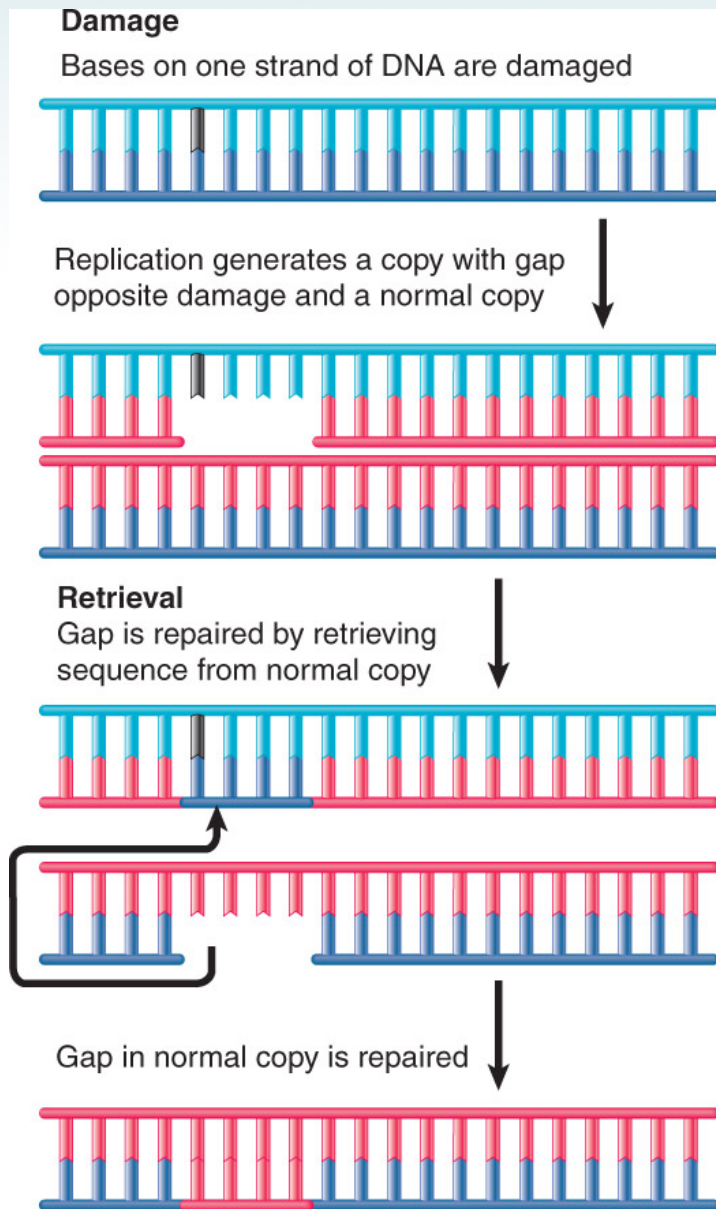 Damage
Bases on one strand of DNA are damaged
Replication generates a copy with gap
opposite damage and a normal copy
Retrieval
Gap is repaired by retrieving
sequence from normal copy
Gap in normal copy is repaired